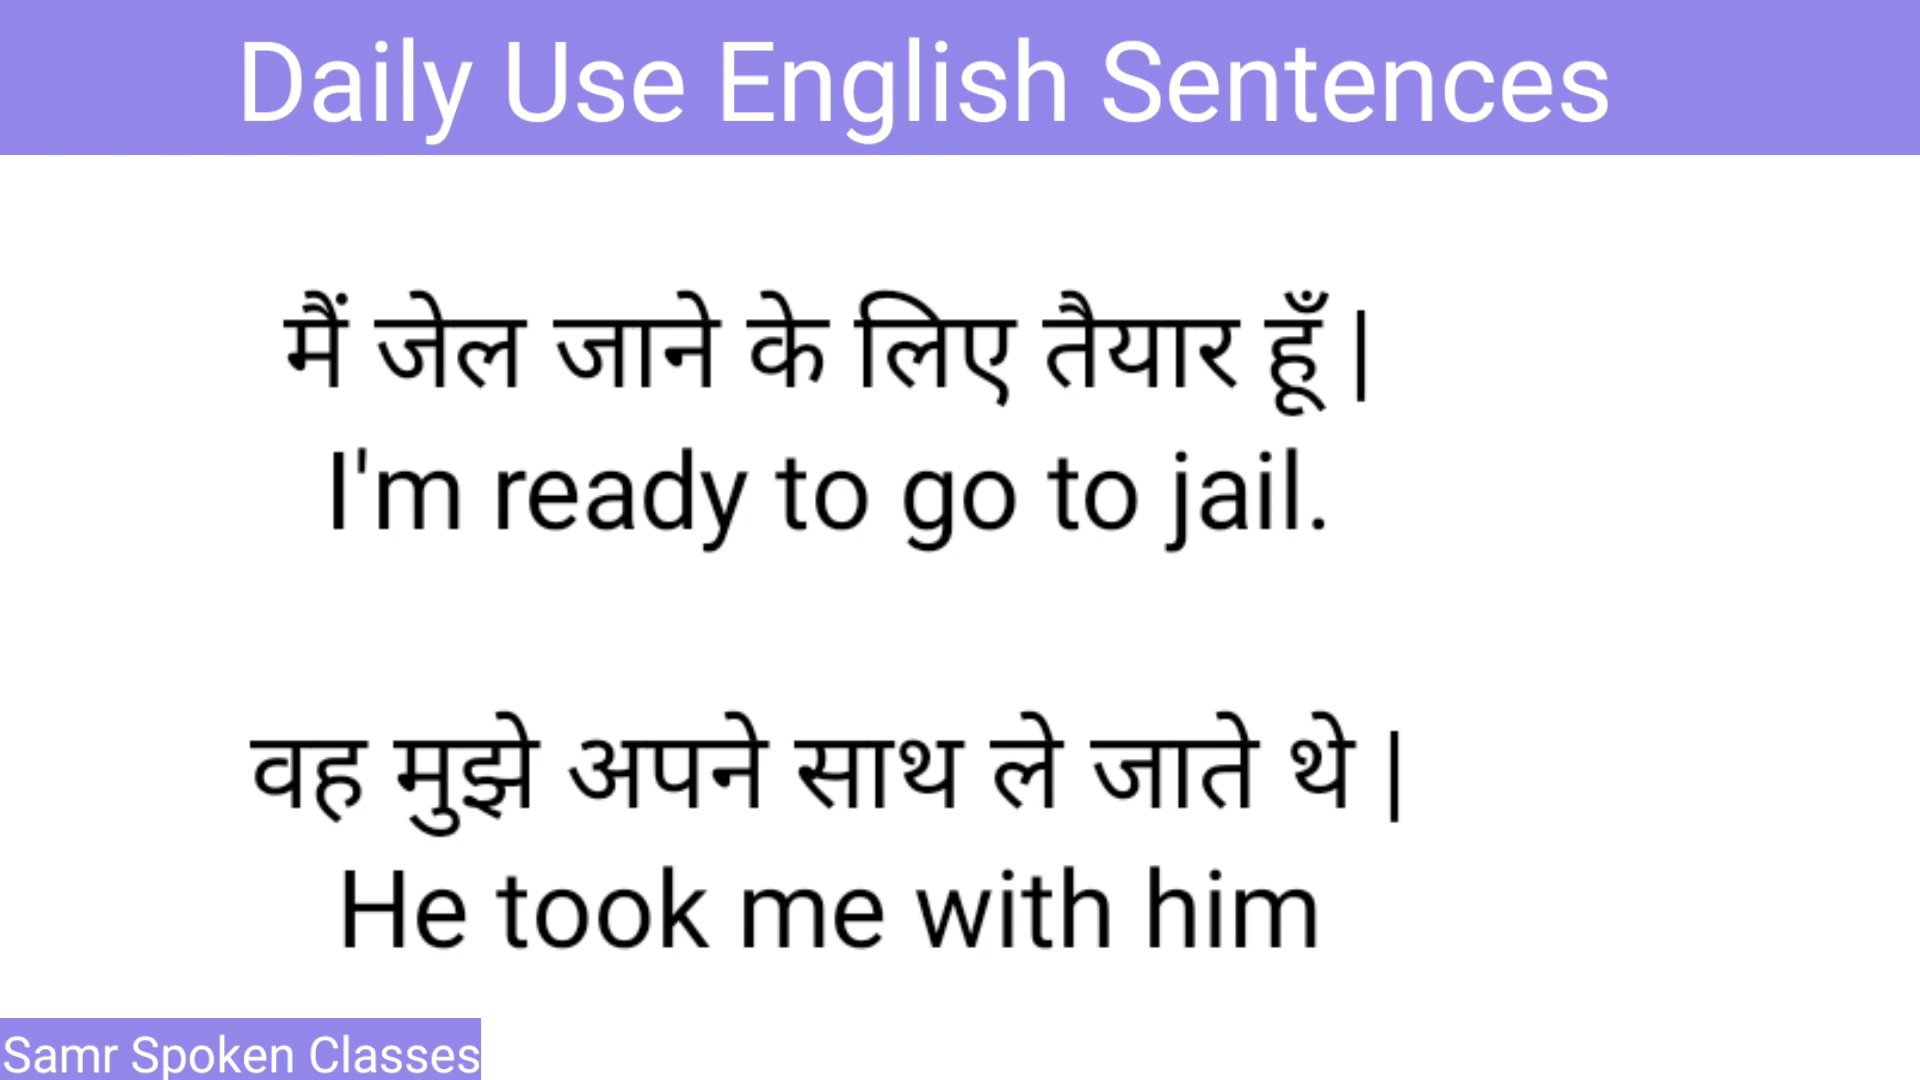 Daily Use English Sentences
मैं जेल जाने के लिए तैयार हूँ |
I'm ready to go to jail.
वह मुझे अपने साथ ले जाते थे |
He took me with him
Samr Spoken Classes